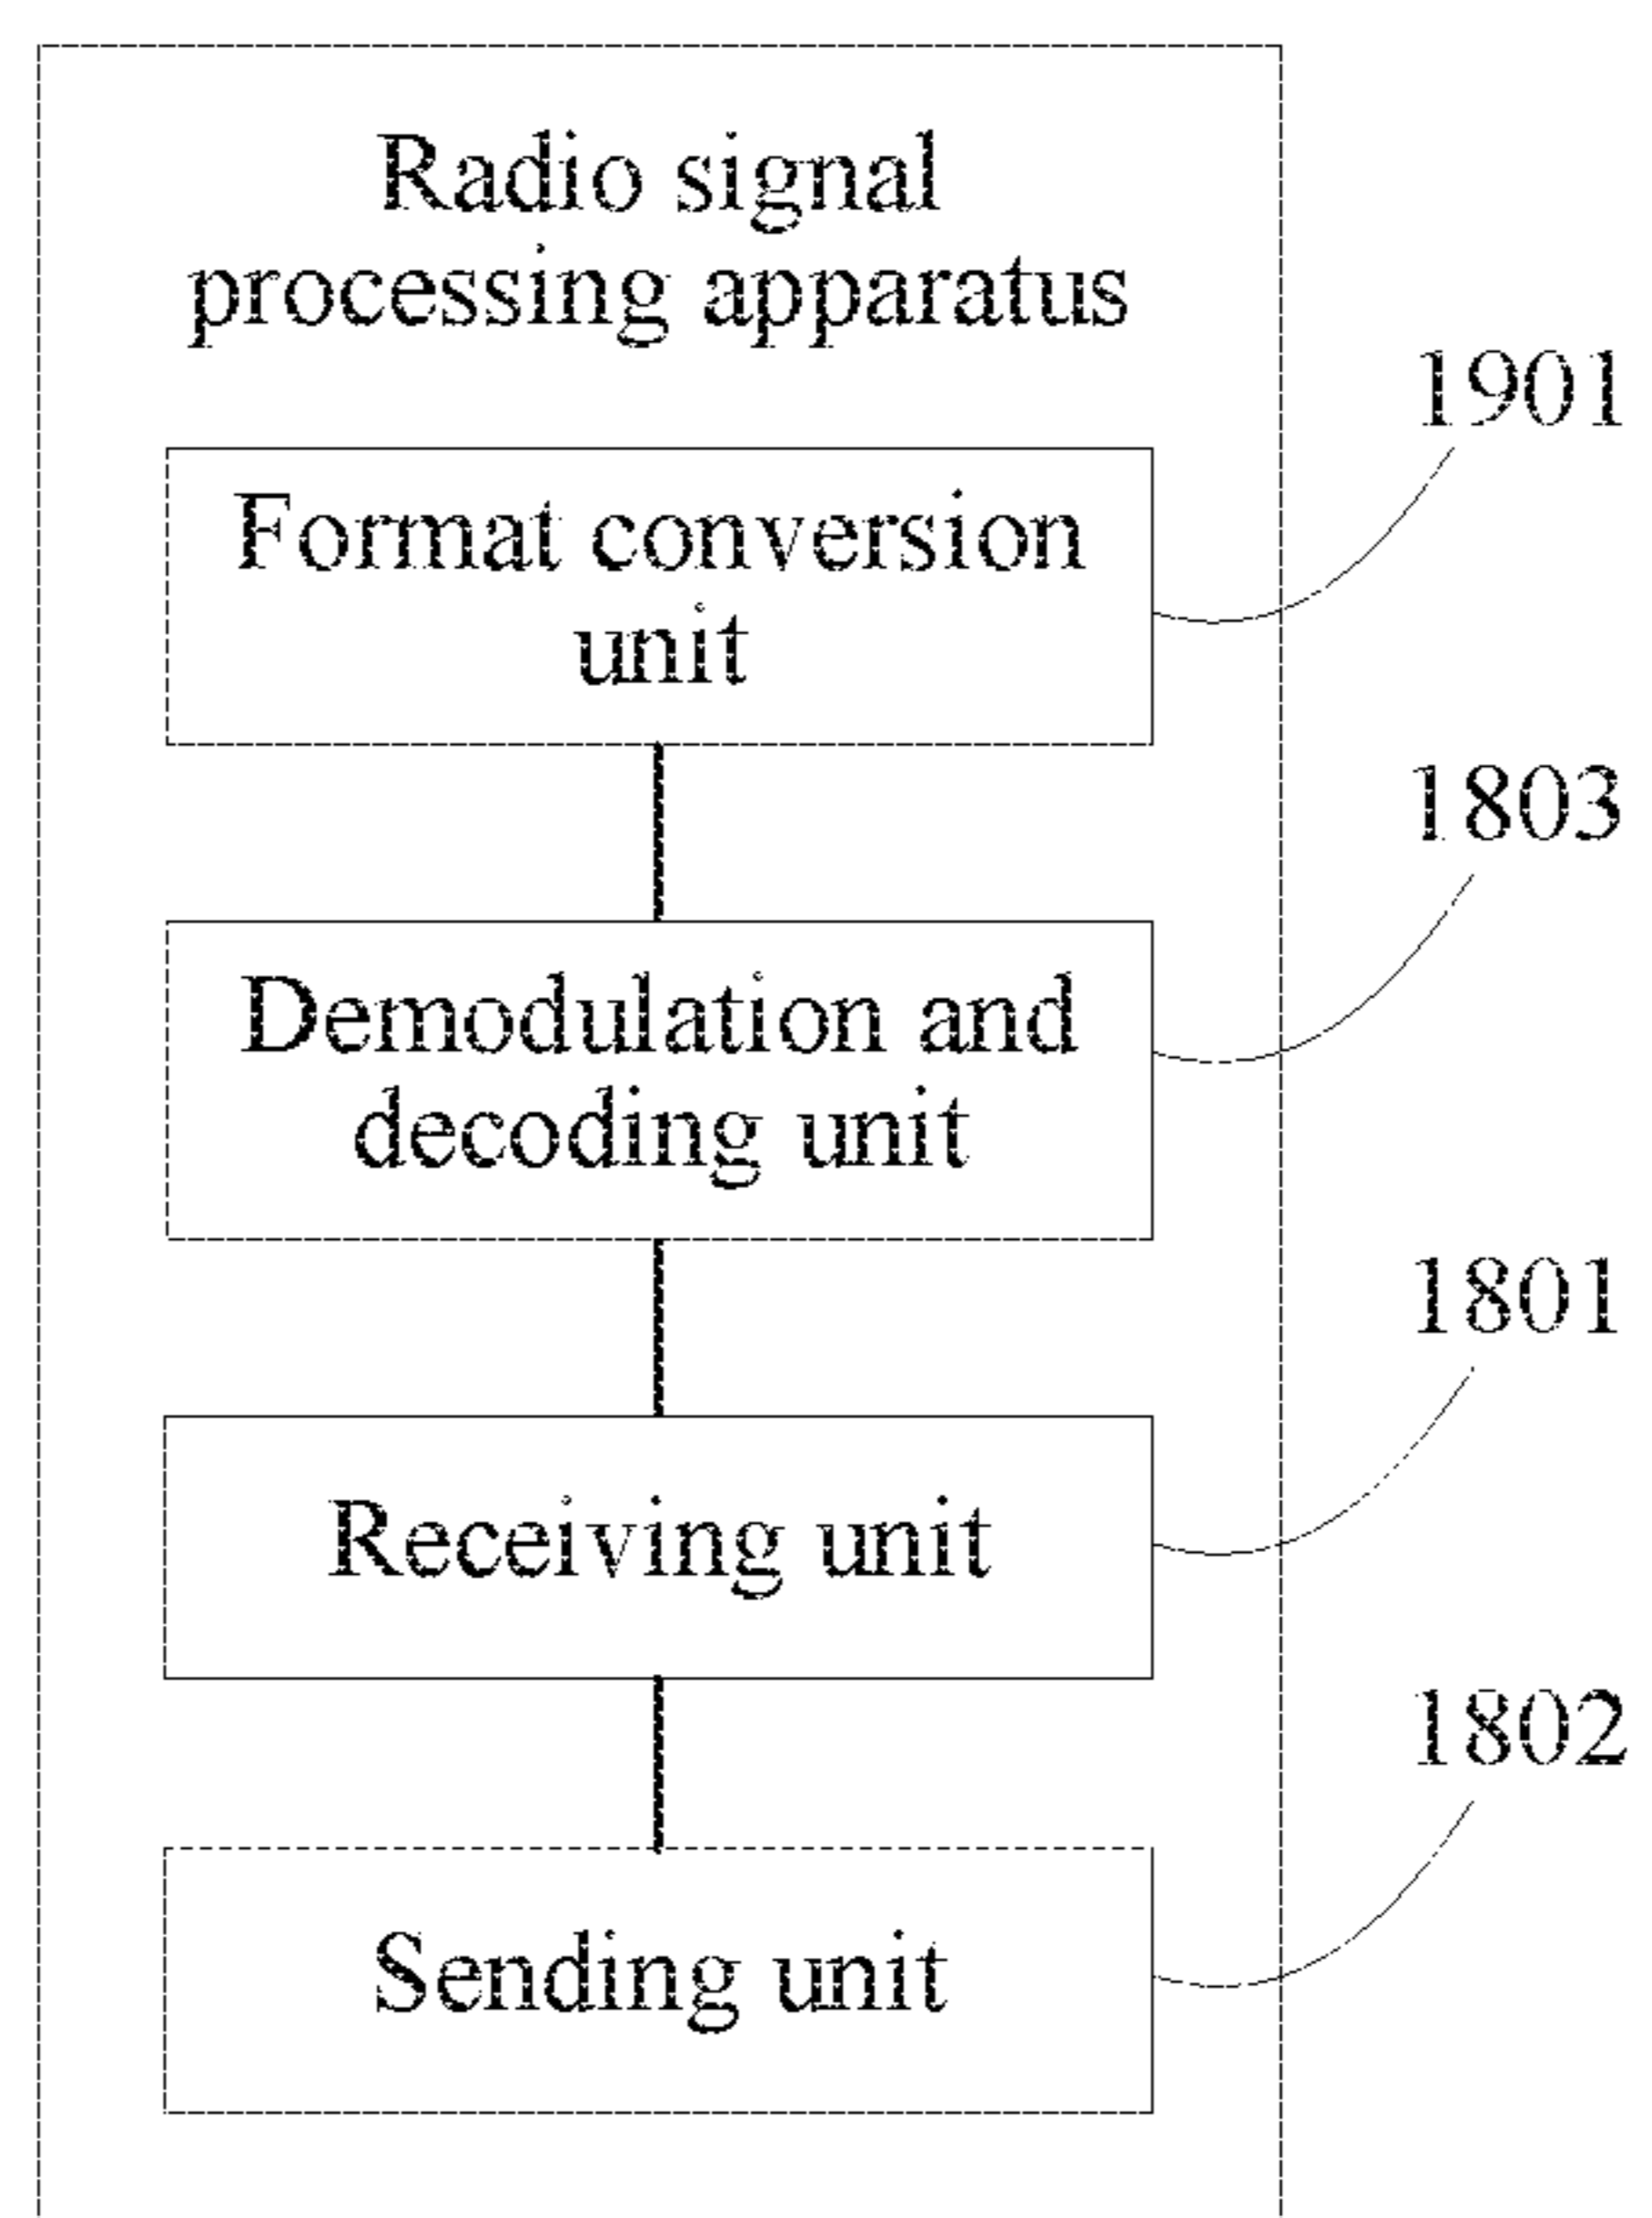 Radio signal
processing apparatus
1901
Format conversion
unit
1803
Demodulation and
decoding unit
1801
Receiving unit
1802
Sending unit